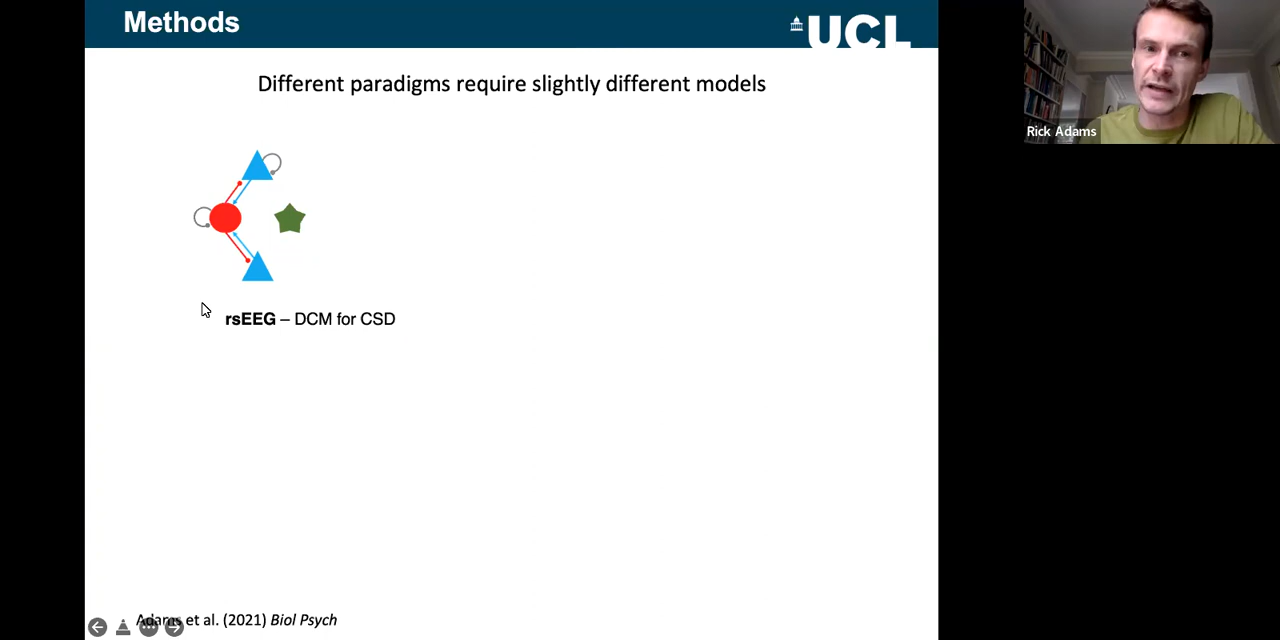 Methods
UCL
Different paradigms require slightly different models
Rick Adams
rsEEG – DCM for CSD
Adams et al. (2021) Biol Psych